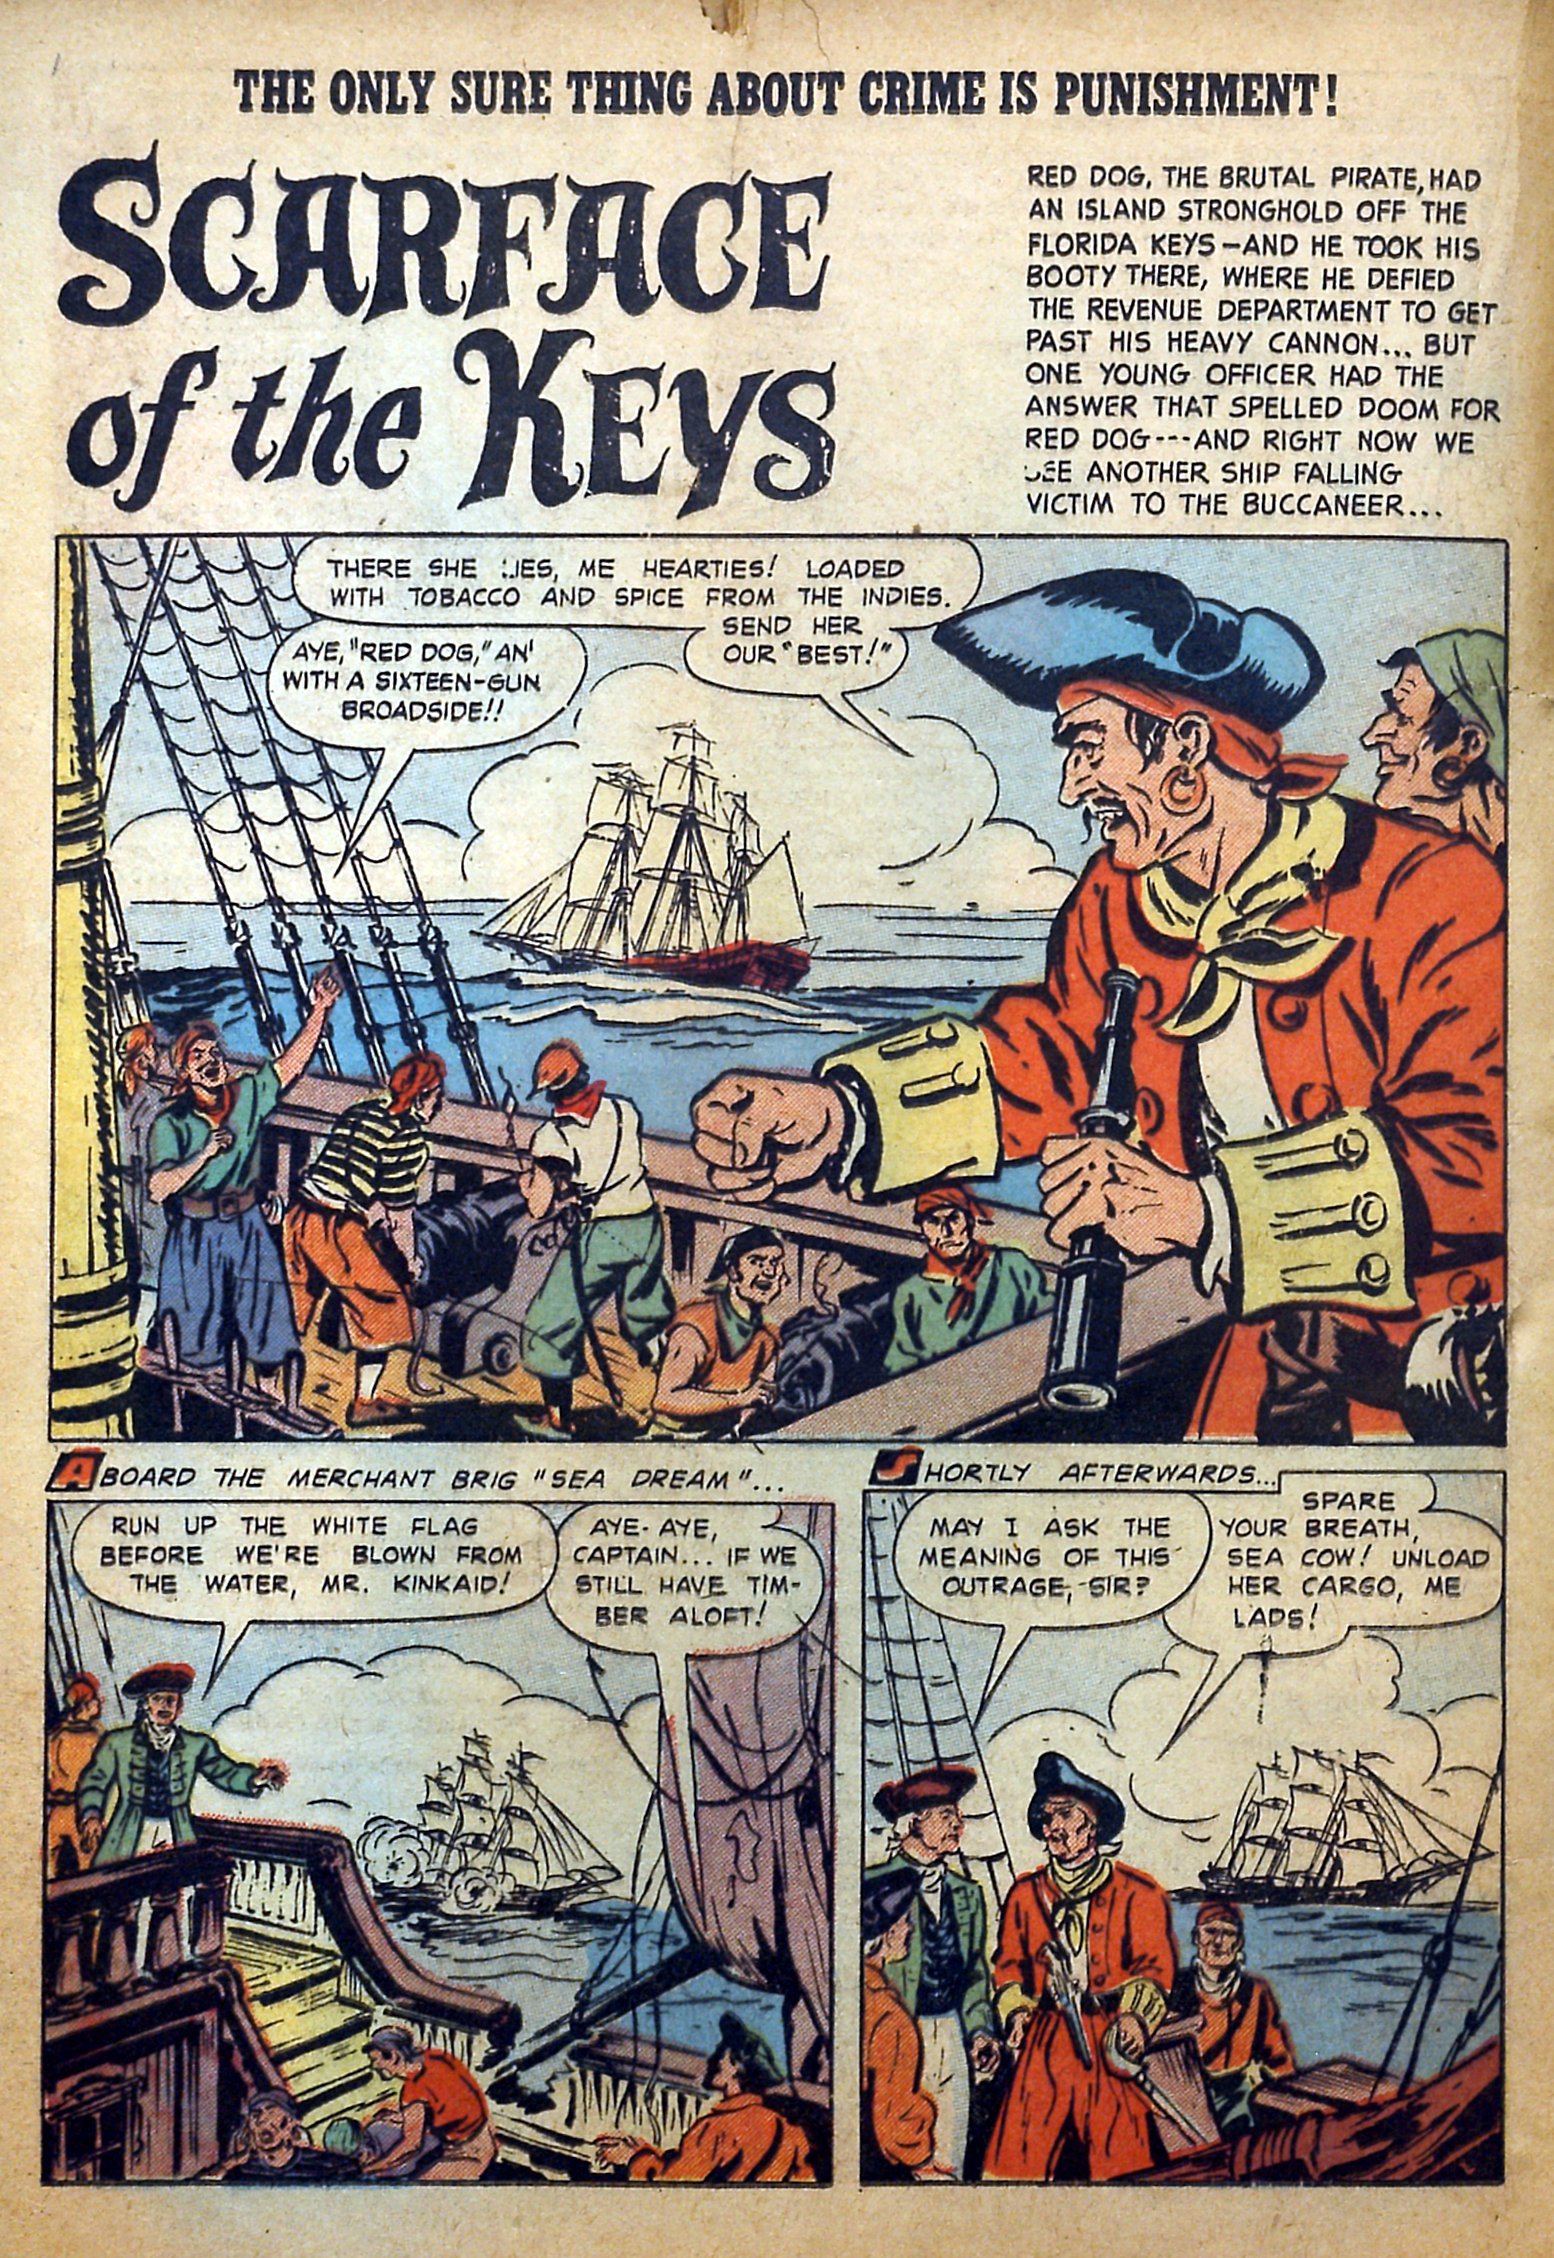 THE ONLY SURE THING ABOUT CRIME IS PUNISHMENT!
SCARFACE
of the KEYS
RED DOG, THE BRUTAL PIRATE, HAD
AN ISLAND STRONGHOLD OFF THE
FLORIDA KEYS—AND HE TOOK HIS
BOOTY THERE, WHERE HE DEFIED
THE REVENUE DEPARTMENT TO GET
PAST HIS HEAVY CANNON... BUT
ONE YOUNG OFFICER HAD THE
ANSWER THAT SPELLED DOOM FOR
RED DOG---AND RIGHT NOW WE
SEE ANOTHER SHIP FALLING
VICTIM TO THE BUCCANEER...
THERE SHE LIES, ME HEARTIES! LOADED
WITH TOBACCO AND SPICE FROM THE INDIES.
SEND HER
OUR "BEST!"
AYE, "RED DOG," AN'
WITH A SIXTEEN-GUN
BROADSIDE!!
ABOARD THE MERCHANT BRIG "SEA DREAM"...
RUN UP THE WHITE FLAG
BEFORE WE'RE BLOWN FROM
THE WATER, MR. KINKAID!
AYE-AYE,
CAPTAIN... IF WE
STILL HAVE TIM-
BER ALOFT!
SHORTLY AFTERWARDS...
MAY I ASK THE
MEANING OF THIS
OUTRAGE, SIR?
SPARE
YOUR BREATH,
SEA COW! UNLOAD
HER CARGO, ME
LADS!